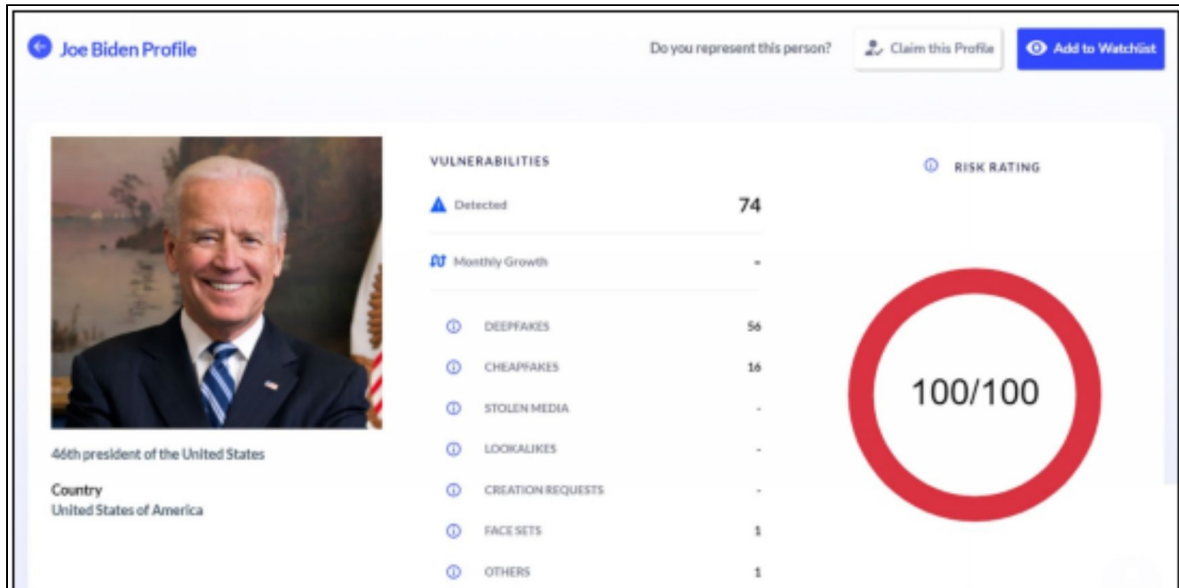 Joe Biden Profile
Do you represent this person?
Claim this Profile
Add to Watchlist
VULNERABILITIES
Detected 74
Monthly Growth -
DEEPFAKES 56
CHEAPFAKES 16
STOLEN MEDIA -
LOOKALIKES -
CREATION REQUESTS -
FACE SETS 1
OTHERS 1
RISK RATING
100/100
46th president of the United States
Country
United States of America